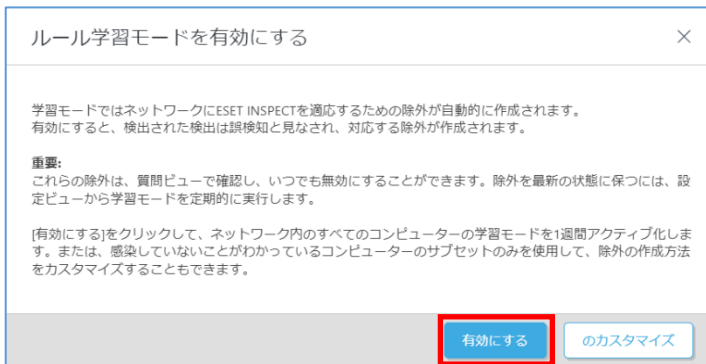 ルール学習モードを有効にする
学習モードではネットワークにESET INSPECTを適応するための除外が自動的に作成されます。
有効にすると、検出された検出は誤検知と見なされ、対応する除外が作成されます。
重要:
これらの除外は、質問ビューで確認し、いつでも無効にすることができます。除外を最新の状態に保つには、設
定ビューから学習モードを定期的に実行します。
[有効にする]をクリックして、ネットワーク内のすべてのコンピューターの学習モードを1週間アクティブ化しま
す。または、感染していないことがわかっているコンピューターのサブセットのみを使用して、除外の作成方法
をカスタマイズすることもできます。
有効にする
のカスタマイズ